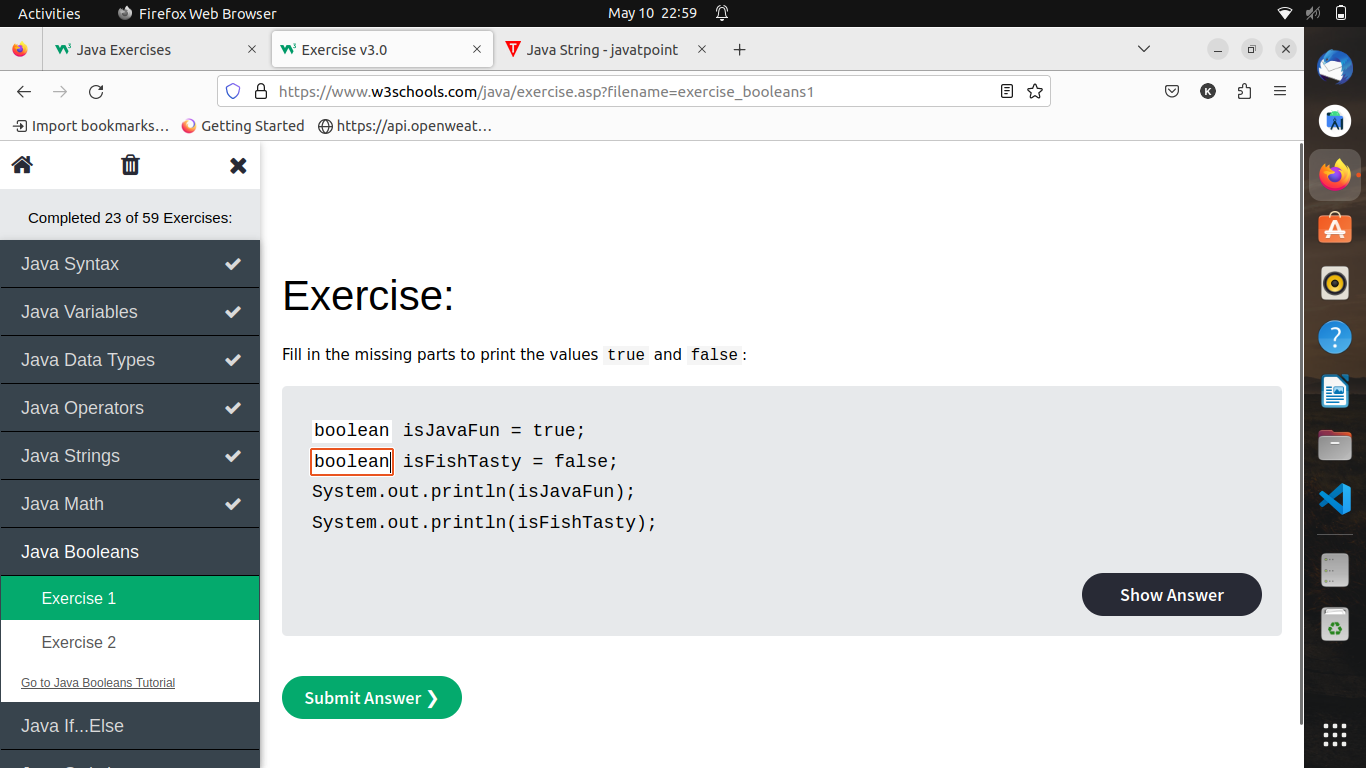 Activities Firefox Web Browser May 10 22:59
Java Exercises Exercise v3.0 Java String - javatpoint
https://www.w3schools.com/java/exercise.asp?filename=exercise_booleans1 K
Import bookmarks… Getting Started https://api.openweat…
Completed 23 of 59 Exercises:
Java Syntax
Java Variables
Java Data Types
Java Operators
Java Strings
Java Math
Java Booleans
Exercise 1
Exercise 2
Go to Java Booleans Tutorial
Java If...Else
Exercise:
Fill in the missing parts to print the values true and false:
boolean isJavaFun = true;
boolean isFishTasty = false;
System.out.println(isJavaFun);
System.out.println(isFishTasty);
Show Answer
Submit Answer ❯